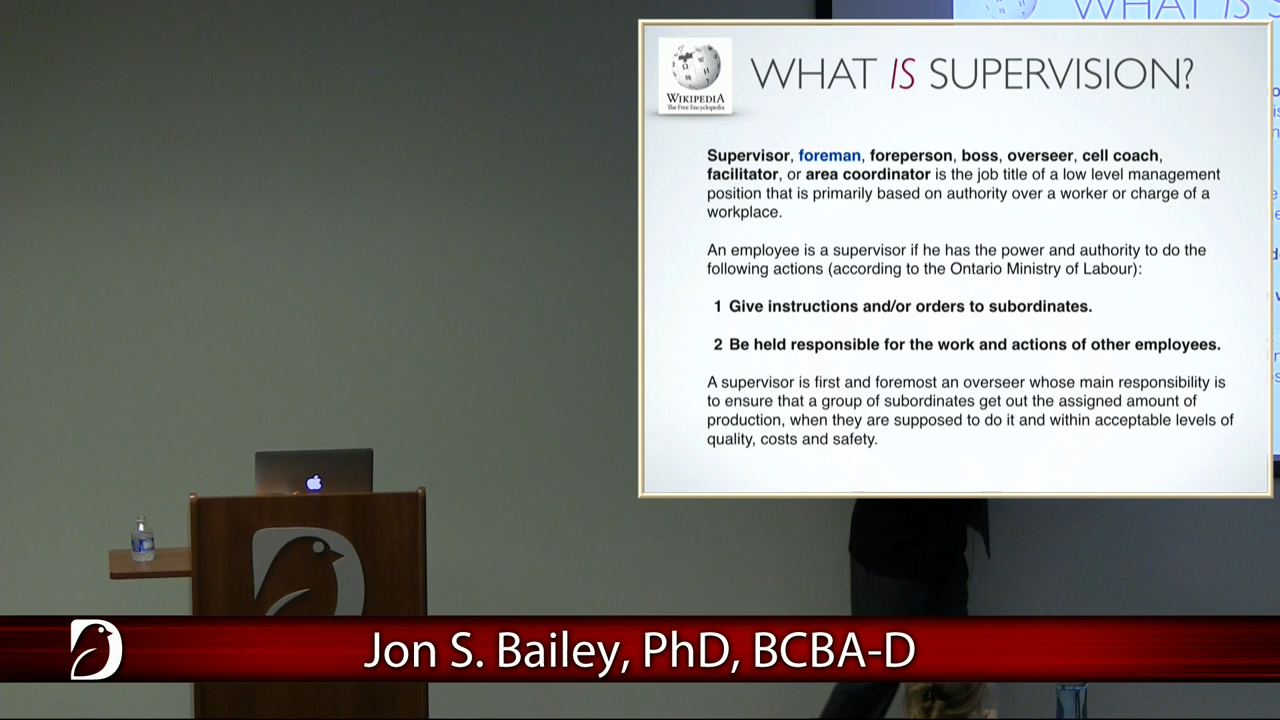 WHAT IS S
WIKIPEDIA
The Free Encyclopedia
WHAT IS SUPERVISION?
Supervisor, foreman, foreperson, boss, overseer, cell coach,
facilitator, or area coordinator is the job title of a low level management
position that is primarily based on authority over a worker or charge of a
workplace.
An employee is a supervisor if he has the power and authority to do the
following actions (according to the Ontario Ministry of Labour):
1 Give instructions and/or orders to subordinates.
2 Be held responsible for the work and actions of other employees.
A supervisor is first and foremost an overseer whose main responsibility is
to ensure that a group of subordinates get out the assigned amount of
production, when they are supposed to do it and within acceptable levels of
quality, costs and safety.
Jon S. Bailey, PhD, BCBA-D